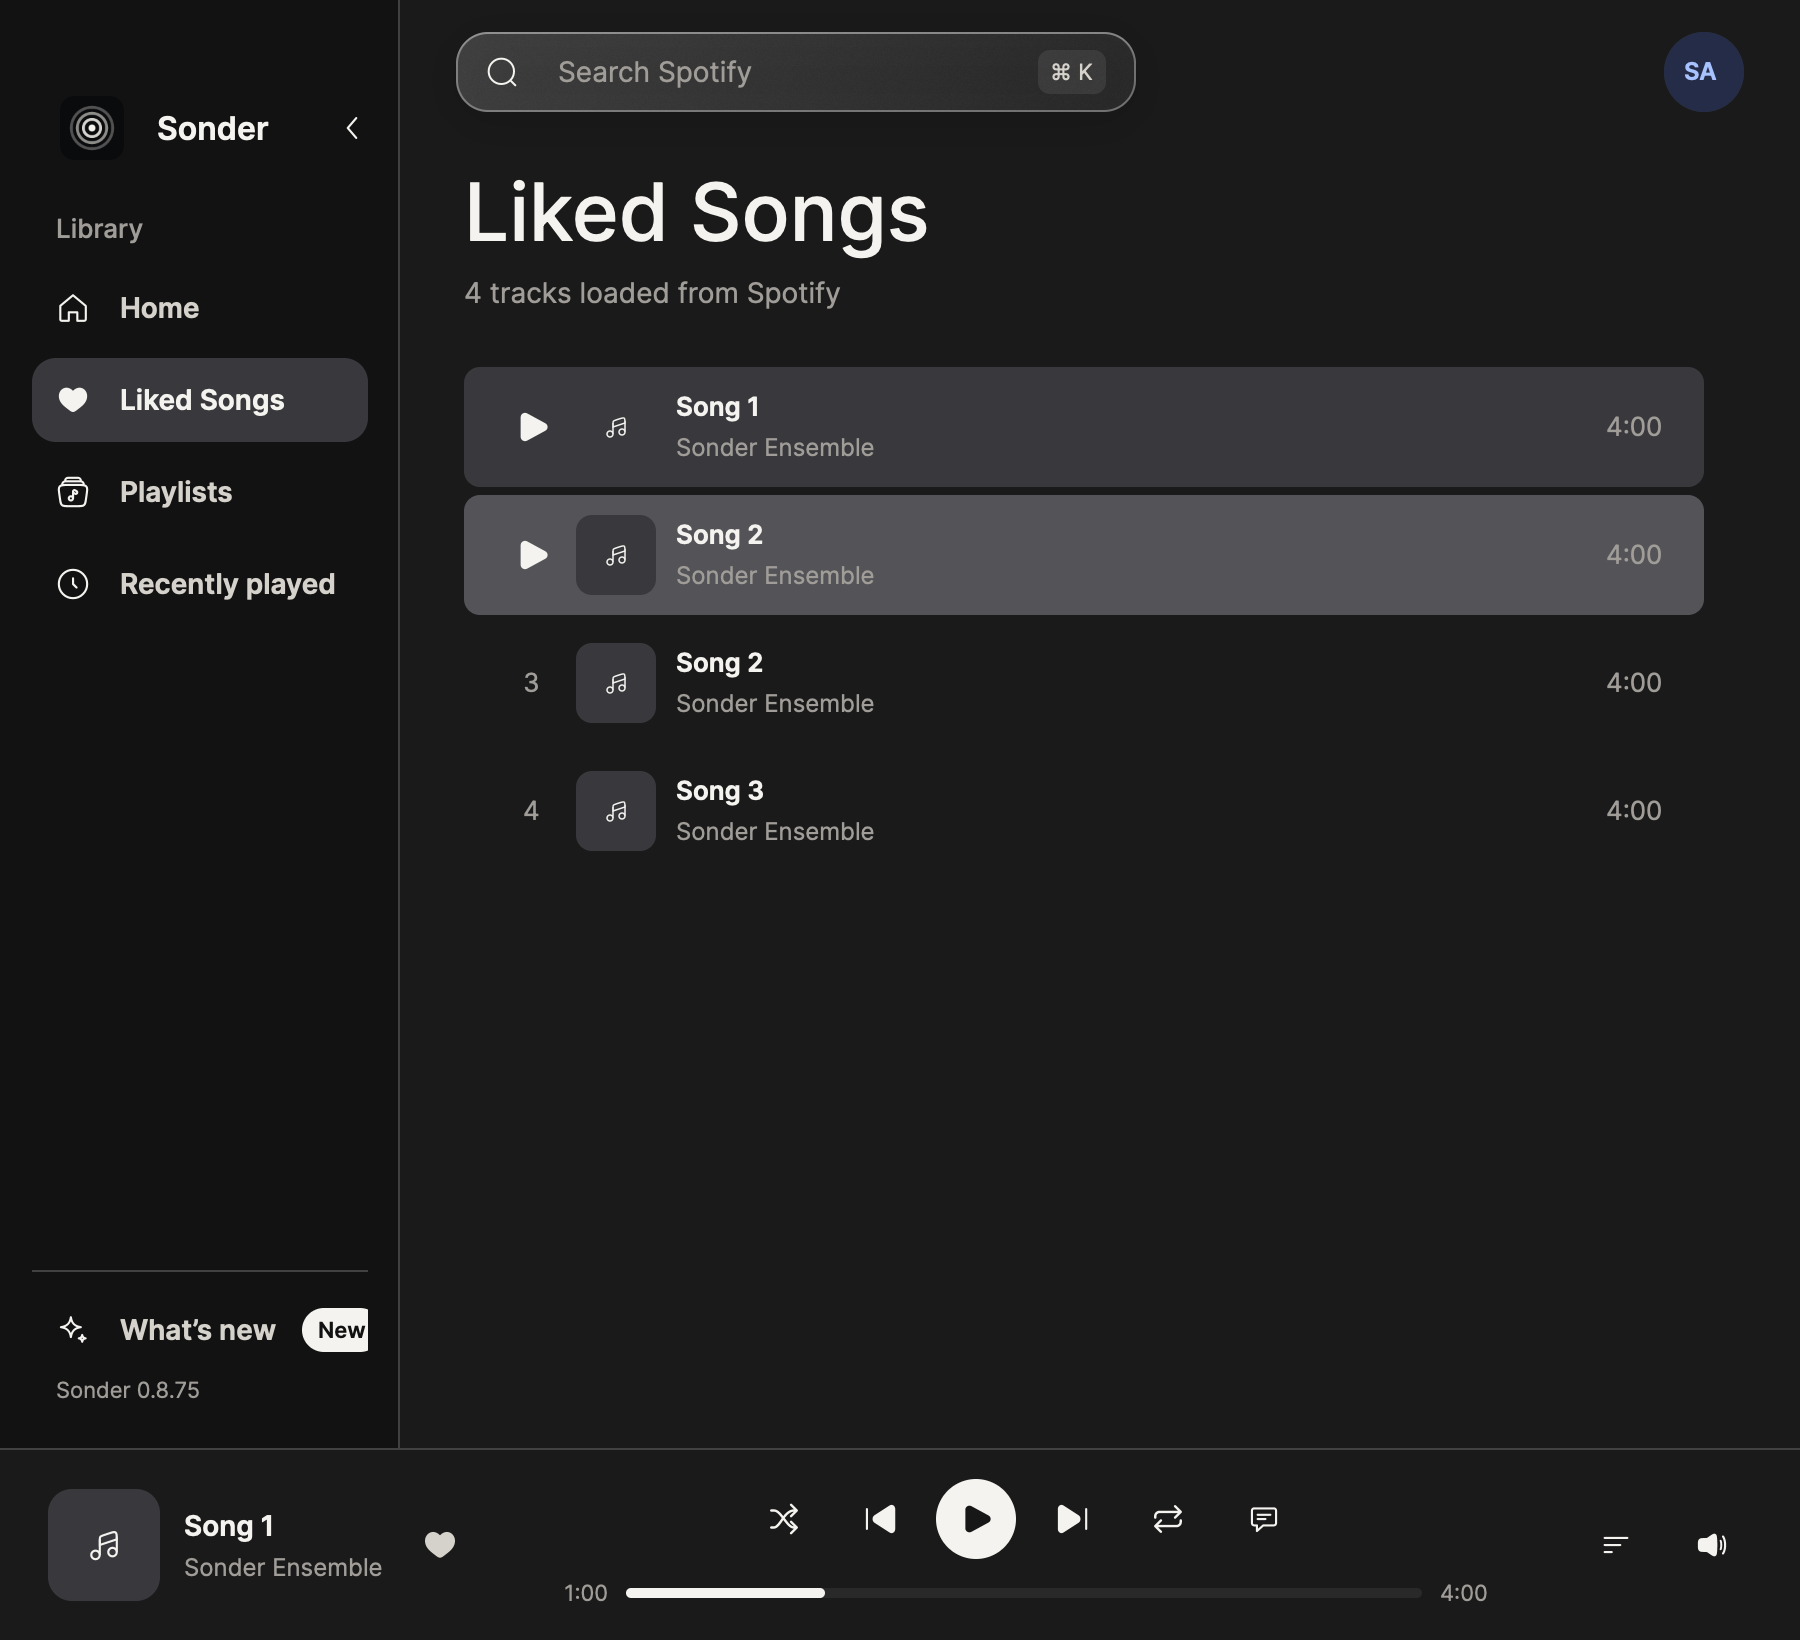 Sonder
Library
Home
Liked Songs
Playlists
Recently played
What’s new
New
Sonder 0.8.75
Search Spotify
⌘ K
SA
Liked Songs
4 tracks loaded from Spotify
Song 1
Sonder Ensemble
4:00
Song 2
Sonder Ensemble
4:00
3
Song 2
Sonder Ensemble
4:00
4
Song 3
Sonder Ensemble
4:00
Song 1
Sonder Ensemble
1:00
4:00